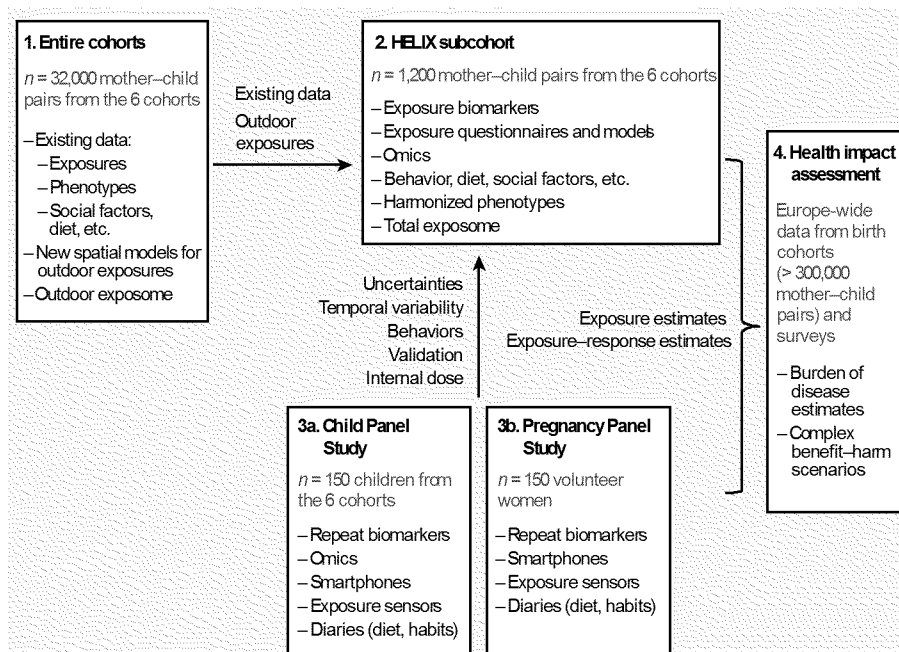 1. Entire cohorts
n = 32,000 mother–child
pairs from the 6 cohorts
– Existing data:
– Exposures
– Phenotypes
– Social factors,
diet, etc.
– New spatial models for
outdoor exposures
– Outdoor exposome
Existing data
Outdoor
exposures
2. HELIX subcohort
n = 1,200 mother–child pairs from the 6 cohorts
– Exposure biomarkers
– Exposure questionnaires and models
– Omics
– Behavior, diet, social factors, etc.
– Harmonized phenotypes
– Total exposome
Uncertainties
Temporal variability
Behaviors
Validation
Internal dose
Exposure estimates
Exposure–response estimates
3a. Child Panel
Study
n = 150 children from
the 6 cohorts
– Repeat biomarkers
– Omics
– Smartphones
– Exposure sensors
– Diaries (diet, habits)
3b. Pregnancy Panel
Study
n = 150 volunteer
women
– Repeat biomarkers
– Smartphones
– Exposure sensors
– Diaries (diet, habits)
4. Health impact
assessment
Europe-wide
data from birth
cohorts
(> 300,000
mother–child
pairs) and
surveys
– Burden of
disease
estimates
– Complex
benefit–harm
scenarios